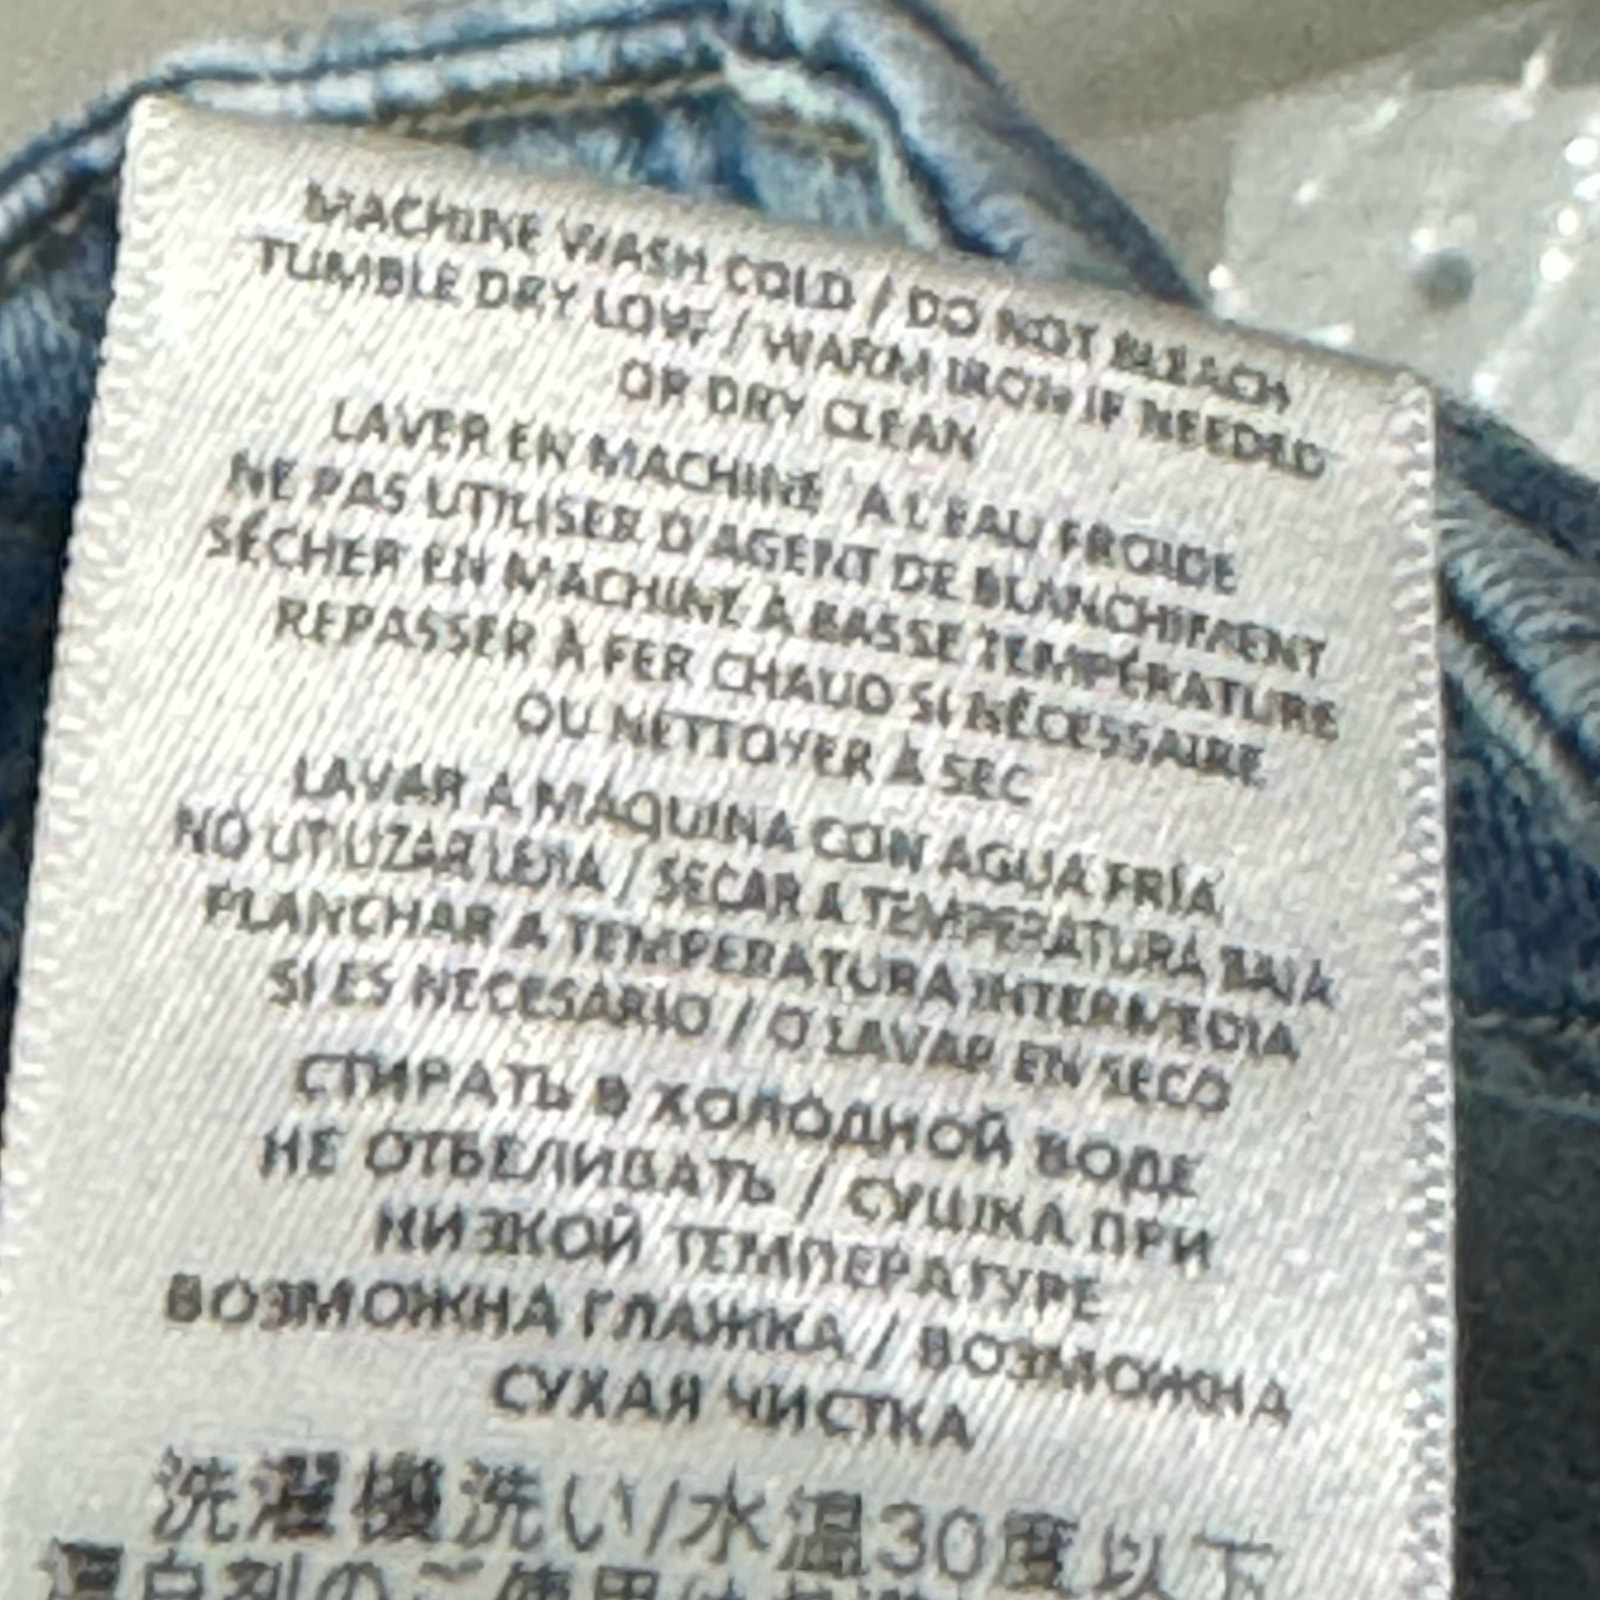 MACHINE WASH COLD / DO NOT BLEACH
TUMBLE DRY LOW / WARM IRON IF NEEDED
OR DRY CLEAN
LAVER EN MACHINE À L'EAU FROIDE
NE PAS UTILISER D'AGENT DE BLANCHIMENT
SÉCHER EN MACHINE À BASSE TEMPÉRATURE
REPASSER À FER CHAUD SI NÉCESSAIRE
OU NETTOYER À SEC
LAVAR A MÁQUINA CON AGUA FRÍA
NO UTILIZAR LEJÍA / SECAR A TEMPERATURA BAJA
PLANCHAR A TEMPERATURA INTERMEDIA
SI ES NECESARIO / O LAVAR EN SECO
СТИРАТЬ В ХОЛОДНОЙ ВОДЕ
НЕ ОТБЕЛИВАТЬ / СУШКА ПРИ
НИЗКОЙ ТЕМПЕРАТУРЕ
ВОЗМОЖНА ГЛАЖКА / ВОЗМОЖНА
СУХАЯ ЧИСТКА
洗濯機洗い/水温30度以下